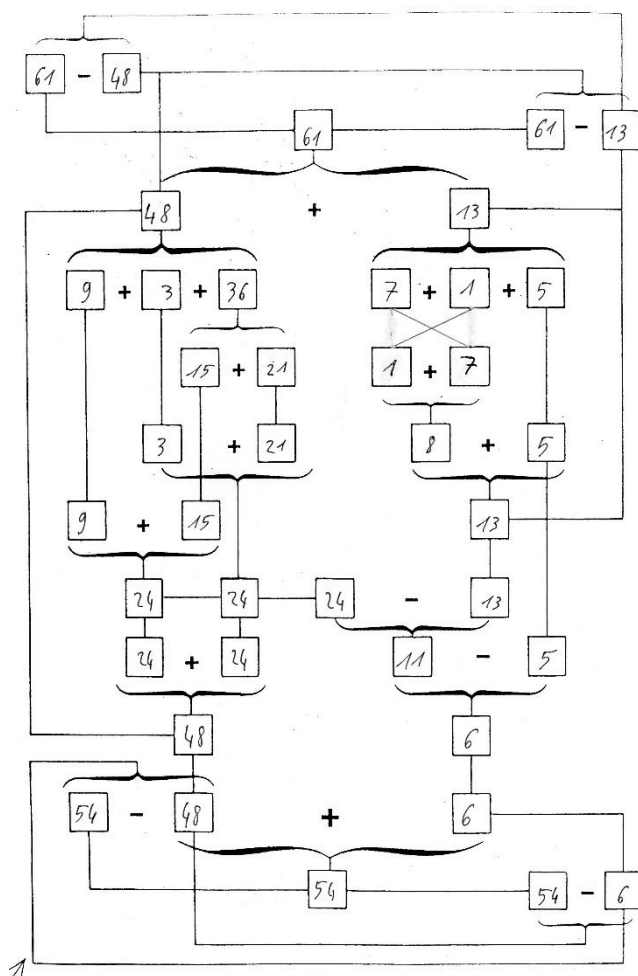 61 - 48
61
61 - 13
48 + 13
9 + 3 + 36
7 + 1 + 5
15 + 21
1 + 7
3 + 21
8 + 5
9 + 15
13
24 24 24 - 13
24 + 24
11 - 5
48
6
54 - 48 + 6
54
54 - 6
1